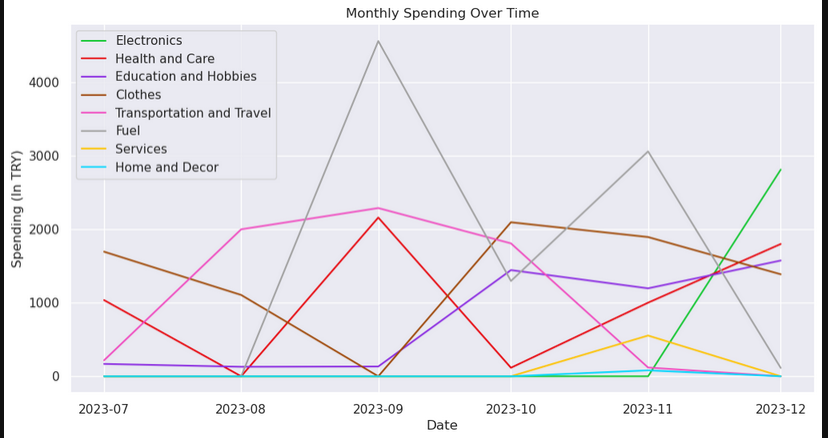 Monthly Spending Over Time
Electronics
Health and Care
Education and Hobbies
Clothes
Transportation and Travel
Fuel
Services
Home and Decor
Spending (In TRY)
4000
3000
2000
1000
0
2023-07 2023-08 2023-09 2023-10 2023-11 2023-12
Date